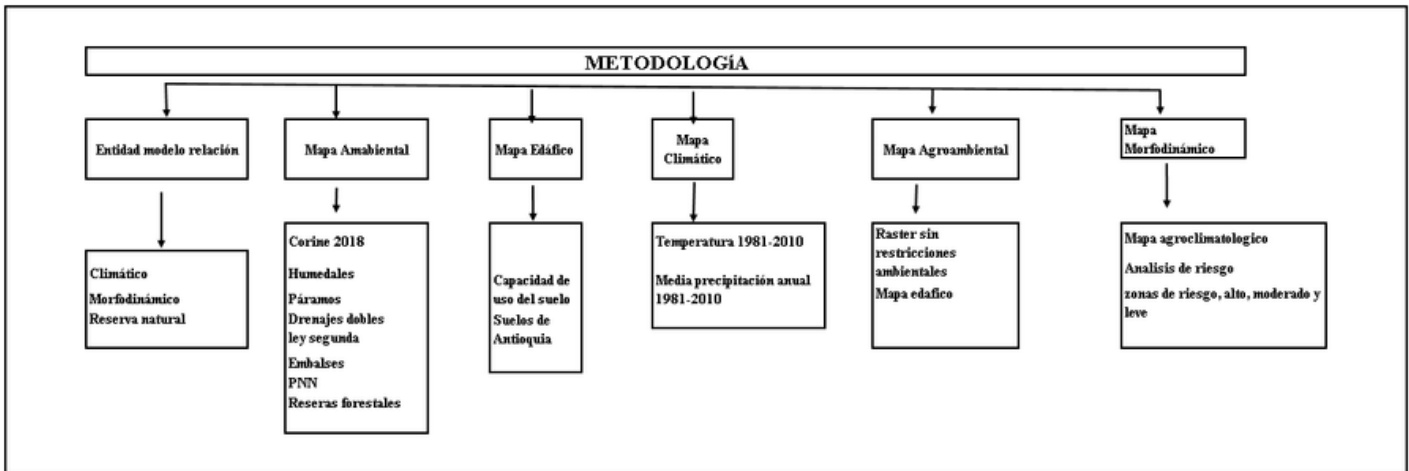 METODOLOGíA
Entidad modelo relación
Mapa Amabiental
Mapa Edáfico
Mapa
Climático
Mapa Agroambiental
Mapa
Morfodinámico
Climático
Morfodinámico
Reserva natural
Corine 2018
Humedales
Páramos
Drenajes dobles
ley segunda
Embalses
PNN
Reseras forestales
Capacidad de
uso del suelo
Suelos de
Antioquia
Temperatura 1981-2010
Media precipitación anual
1981-2010
Raster sin
restricciones
ambientales
Mapa edafico
Mapa agroclimatologico
Analisis de riesgo
zonas de riesgo, alto, moderado y
leve